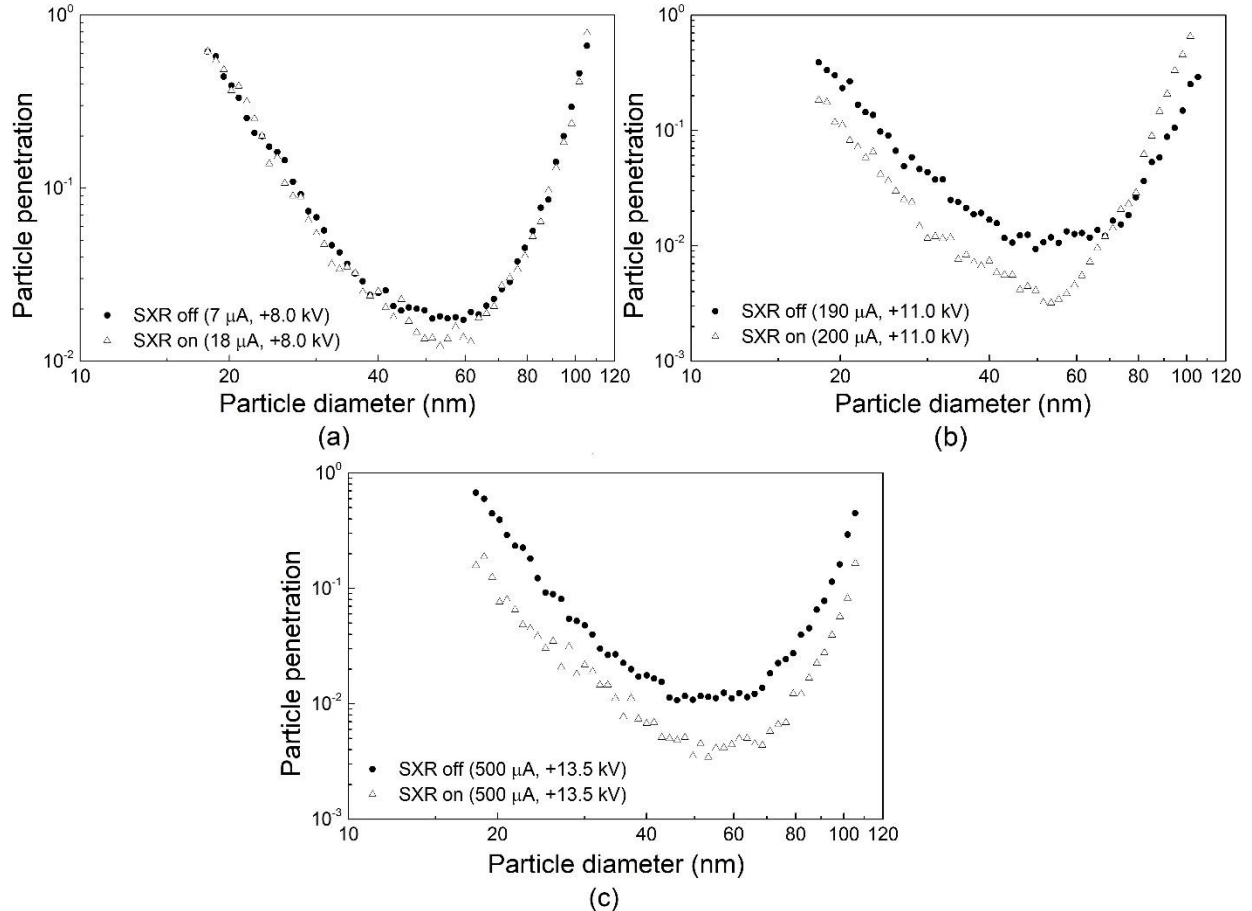 10⁰
10⁻¹
10⁻²
Particle penetration
SXR off (7 μA, +8.0 kV)
SXR on (18 μA, +8.0 kV)
10 20 40 60 80 100 120
Particle diameter (nm)
(a)
10⁰
10⁻¹
10⁻²
10⁻³
Particle penetration
SXR off (190 μA, +11.0 kV)
SXR on (200 μA, +11.0 kV)
10 20 40 60 80 100 120
Particle diameter (nm)
(b)
10⁰
10⁻¹
10⁻²
10⁻³
Particle penetration
SXR off (500 μA, +13.5 kV)
SXR on (500 μA, +13.5 kV)
10 20 40 60 80 100 120
Particle diameter (nm)
(c)